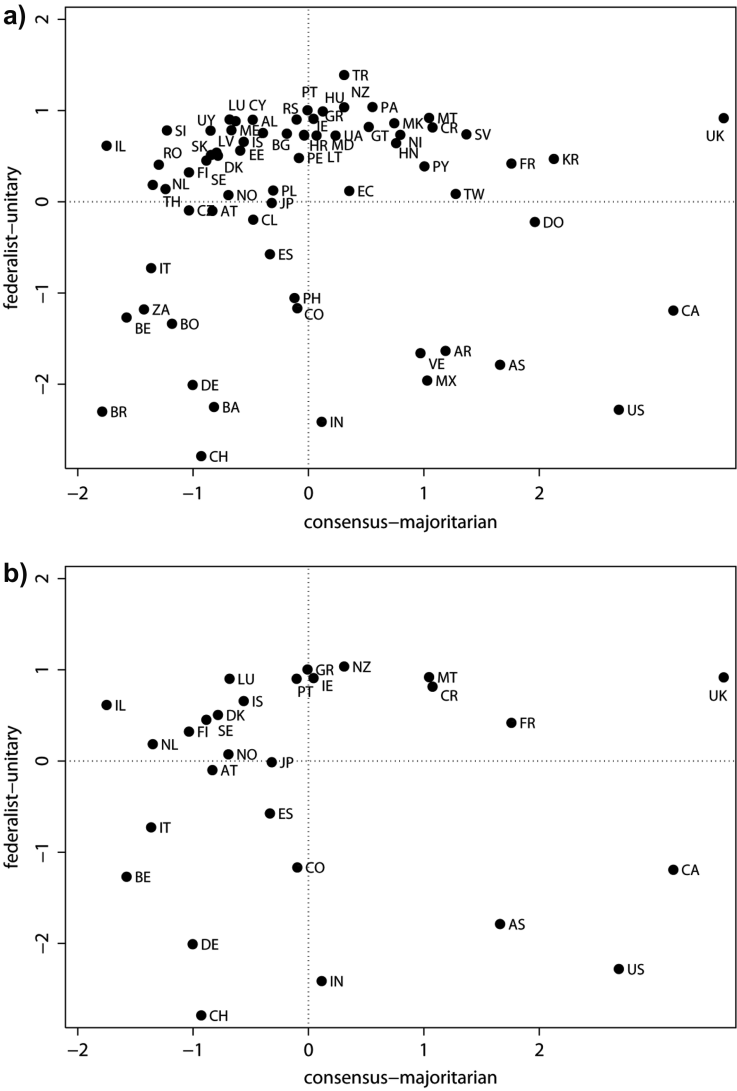 a)
2
TR
PT
NZ
HU
LU CY
RS
PA
GR
MT
UY
AL
MK
IE
CR
UK
SI
ME
SV
IL
IS
BG
HR
MD
UA
GT
NI
SK
LV
RO
EE
PE
LT
HN
DK
PY
FR
KR
FI
SE
NL
TH
NO
PL
EC
TW
JP
CZ
AT
CL
DO
ES
IT
PH
CO
ZA
BE
BO
CA
VE
AR
AS
MX
DE
BA
BR
IN
US
CH
1
0
−1
−2
federalist−unitary
−2
−1
0
1
2
consensus−majoritarian
b)
2
GR
NZ
LU
PT
IE
MT
CR
UK
IL
IS
DK
SE
FI
FR
NL
NO
JP
AT
ES
IT
CO
BE
CA
AS
DE
IN
US
CH
1
0
−1
−2
federalist−unitary
−2
−1
0
1
2
consensus−majoritarian